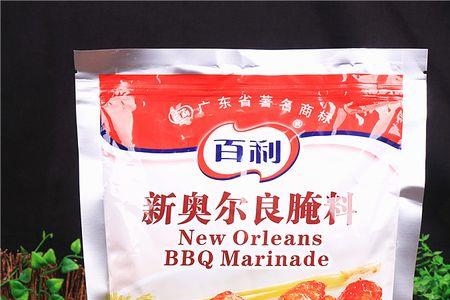 广东省著名商标
百利
®
新奥尔良腌料
New Orleans
BBQ Marinade